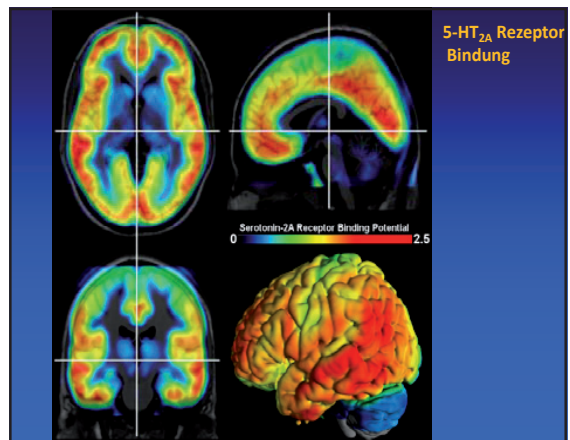 5-HT2A Rezeptor
Bindung
Serotonin-2A Receptor Binding Potential
0 2.5